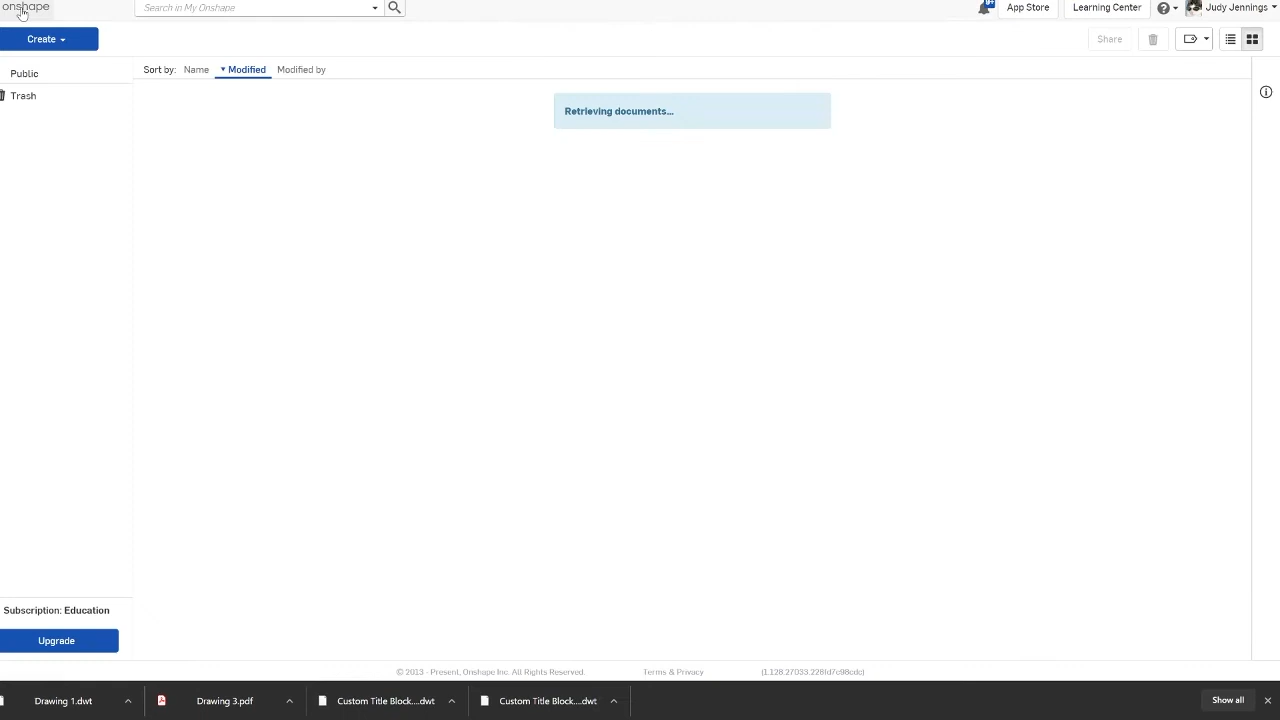 onshape
Search in My Onshape
App Store
Learning Center
Judy Jennings
Create
Share
Public
Trash
Sort by: Name Modified Modified by
Retrieving documents...
Subscription: Education
Upgrade
© 2013 - Present, Onshape Inc. All Rights Reserved. Terms & Privacy
Drawing 1.dwt
Drawing 3.pdf
Custom Title Block....dwt
Custom Title Block....dwt
Show all